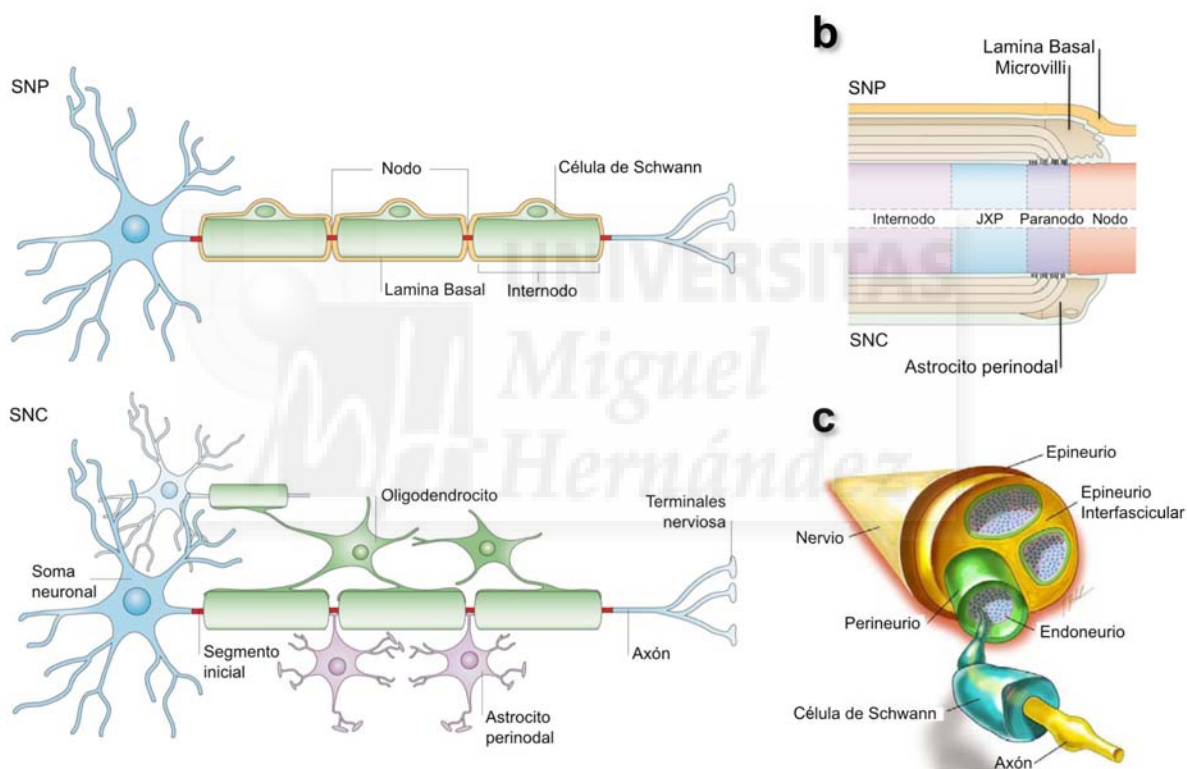 SNP
Nodo
Célula de Schwann
Lamina Basal
Internodo
SNC
Oligodendrocito
Terminales
nerviosa
Soma
neuronal
Segmento
inicial
Axón
Astrocito
perinodal
b
Lamina Basal
Microvilli
SNP
Internodo
JXP
Paranodo
Nodo
SNC
Astrocito perinodal
c
Epineurio
Epineurio
Interfascicular
Nervio
Perineurio
Endoneurio
Célula de Schwann
Axón
UNIVERSITAS
Miguel
Hernández